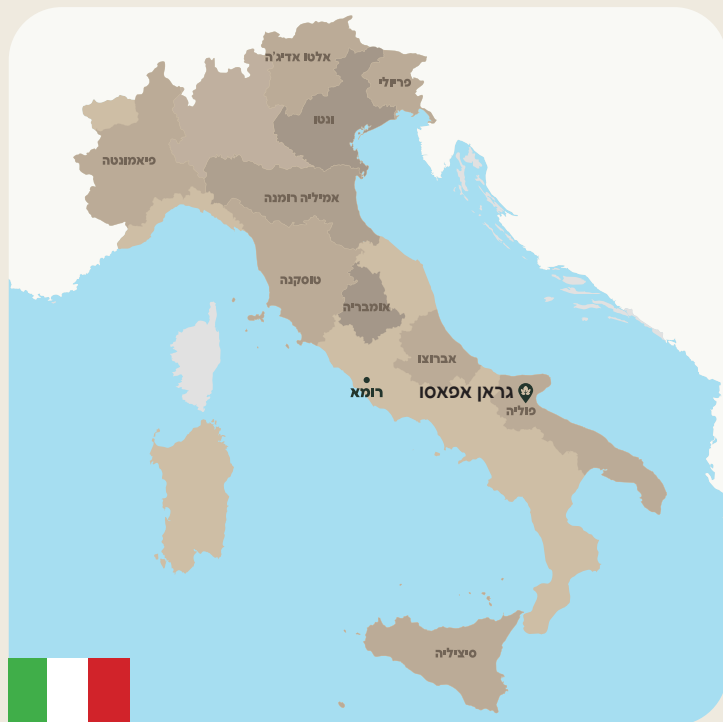 אלטו אדיג'ה
פריולי
ונטו
פיאמונטה
אמיליה רומנה
טוסקנה
אומבריה
אברוצו
רומא
גראן אפאסו
פוליה
סיציליה